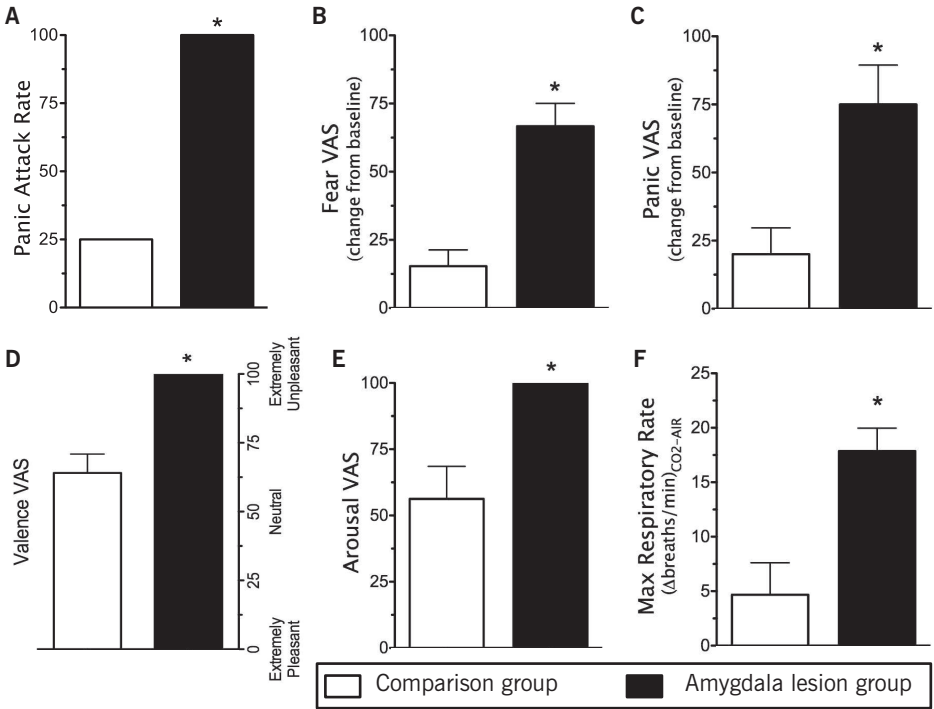 A
Panic Attack Rate
100
75
50
25
0
*
B
Fear VAS
(change from baseline)
100
75
50
25
0
*
C
Panic VAS
(change from baseline)
100
75
50
25
0
*
D
Valence VAS
*
100
75
50
25
0
Extremely
Unpleasant
Neutral
Extremely
Pleasant
E
Arousal VAS
100
75
50
25
0
*
F
Max Respiratory Rate
(Δbreaths/min)CO2–AIR
25
20
15
10
5
0
*
Comparison group
Amygdala lesion group